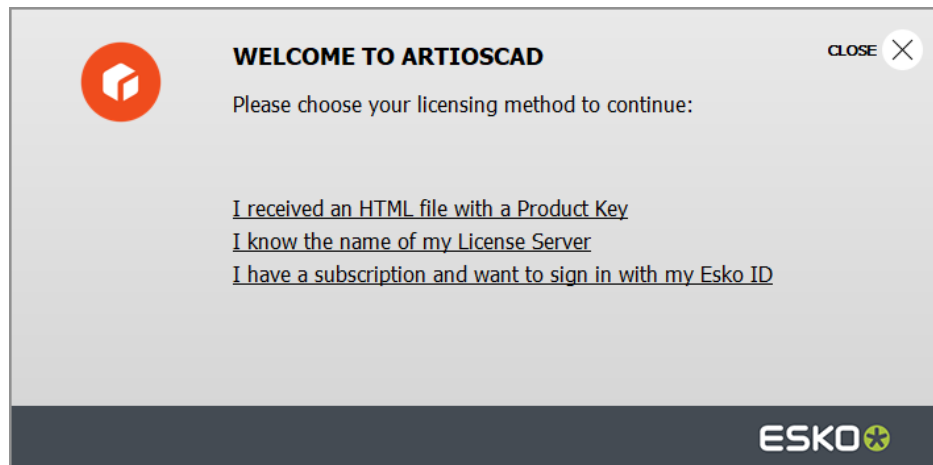 WELCOME TO ARTIOSCAD
CLOSE
Please choose your licensing method to continue:
I received an HTML file with a Product Key
I know the name of my License Server
I have a subscription and want to sign in with my Esko ID
ESKO